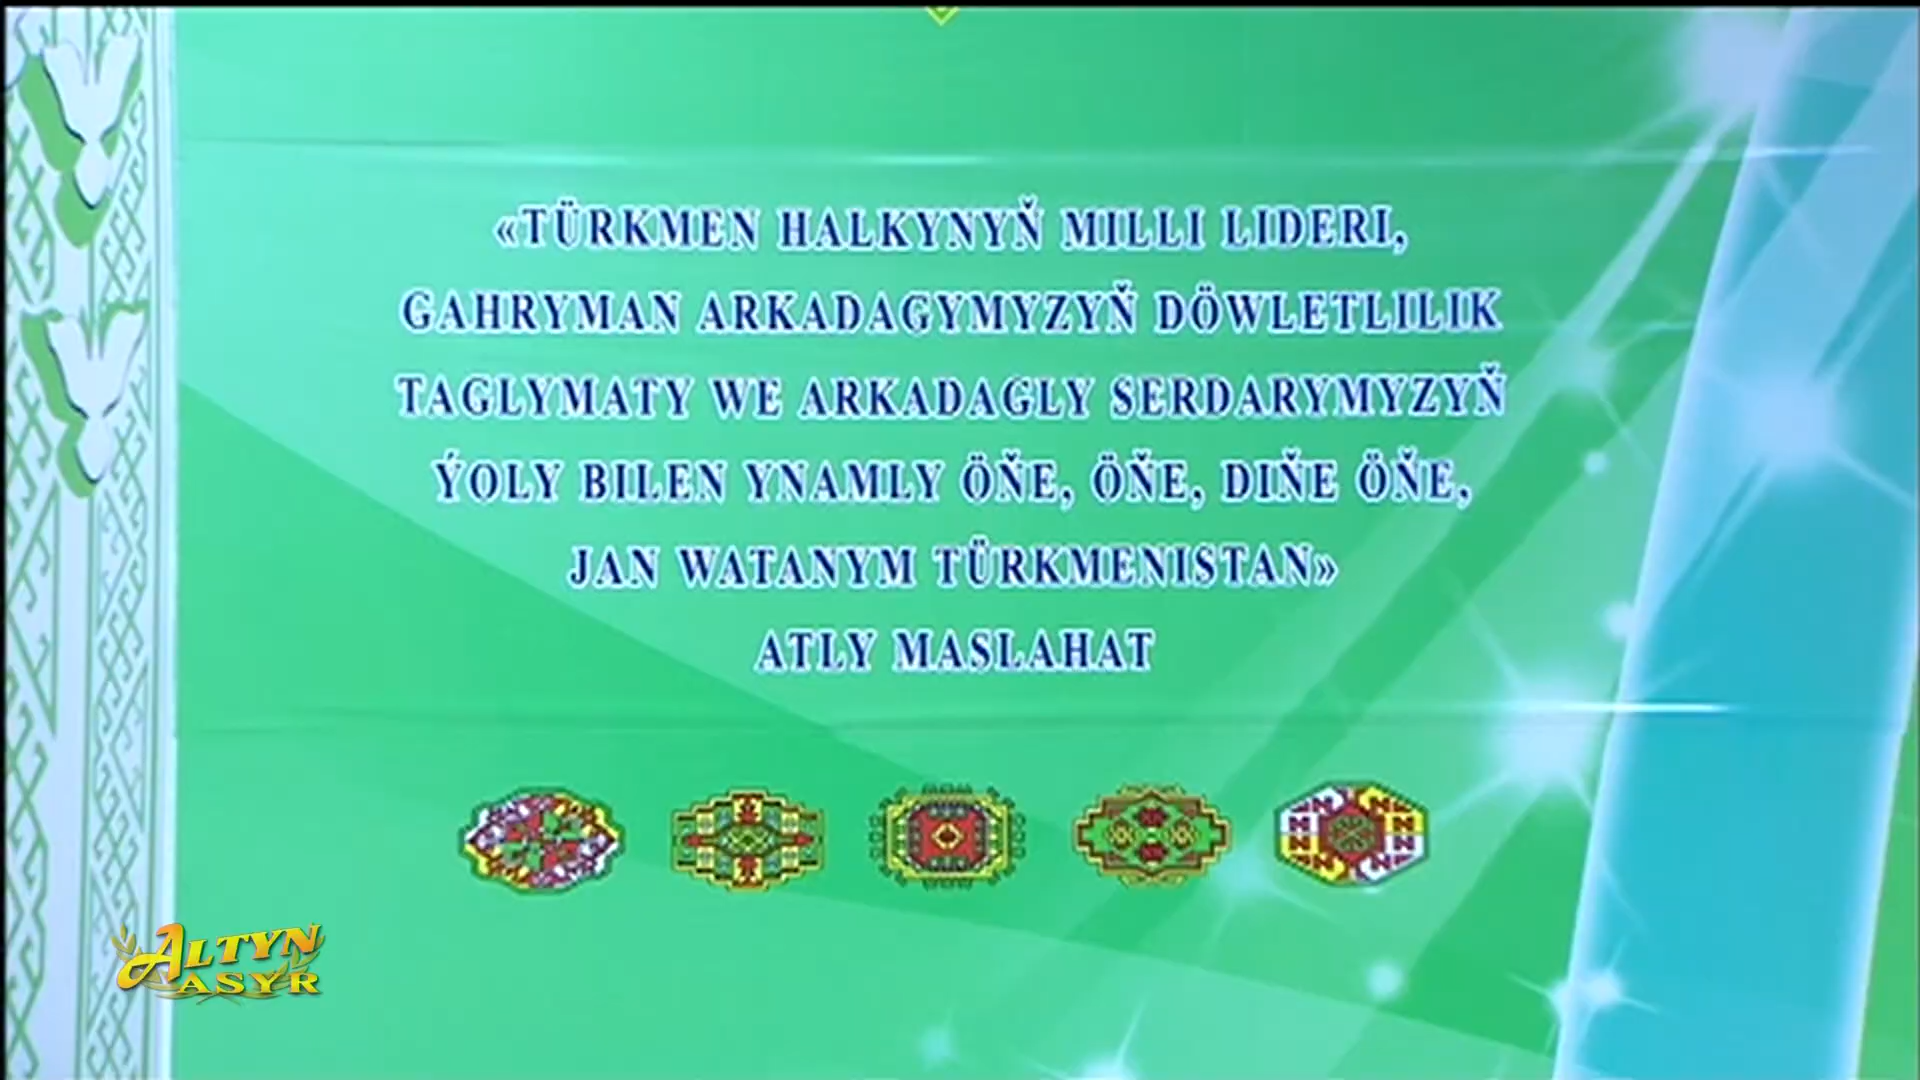 «TÜRKMEN HALKYNYŇ MILLI LIDERI,
GAHRYMAN ARKADAGYMYZYŇ DÖWLETLILIK
TAGLYMATY WE ARKADAGLY SERDARYMYZYŇ
ÝOLY BILEN YNAMLY ÖŇE, ÖŇE, DIŇE ÖŇE,
JAN WATANYM TÜRKMENISTAN»
ATLY MASLAHAT
ALTYN
ASYR